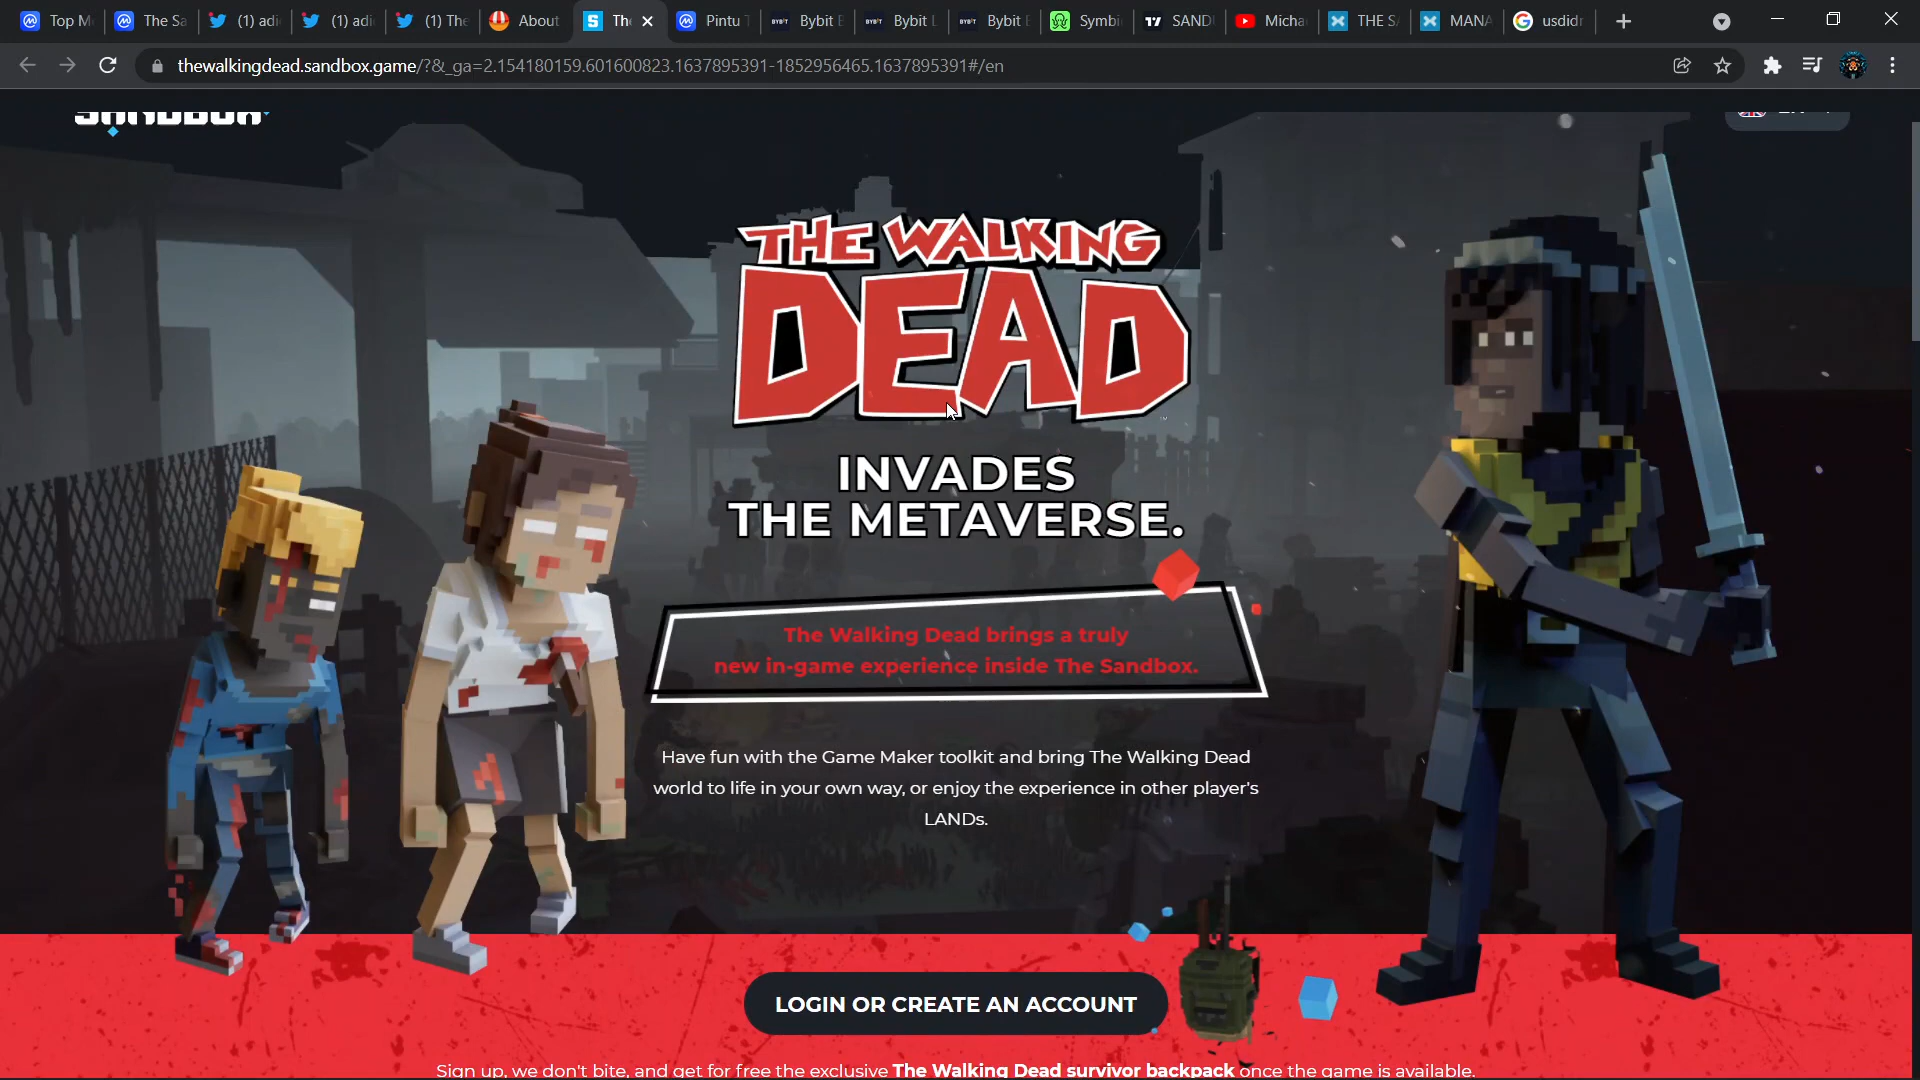 Top M
The Sa
(1) adi
(1) adi
(1) The
About
The
Pintu T
Bybit E
Bybit L
Bybit E
Symbi
SAND
Micha
THE SA
MANA
usdidr
thewalkingdead.sandbox.game/?&_ga=2.154180159.601600823.1637895391-1852956465.1637895391#/en
SANDBOX
THE WALKING
DEAD
INVADES
THE METAVERSE.
The Walking Dead brings a truly
new in-game experience inside The Sandbox.
Have fun with the Game Maker toolkit and bring The Walking Dead
world to life in your own way, or enjoy the experience in other player's
LANDs.
LOGIN OR CREATE AN ACCOUNT
Sign up, we don't bite, and get for free the exclusive The Walking Dead survivor backpack once the game is available.